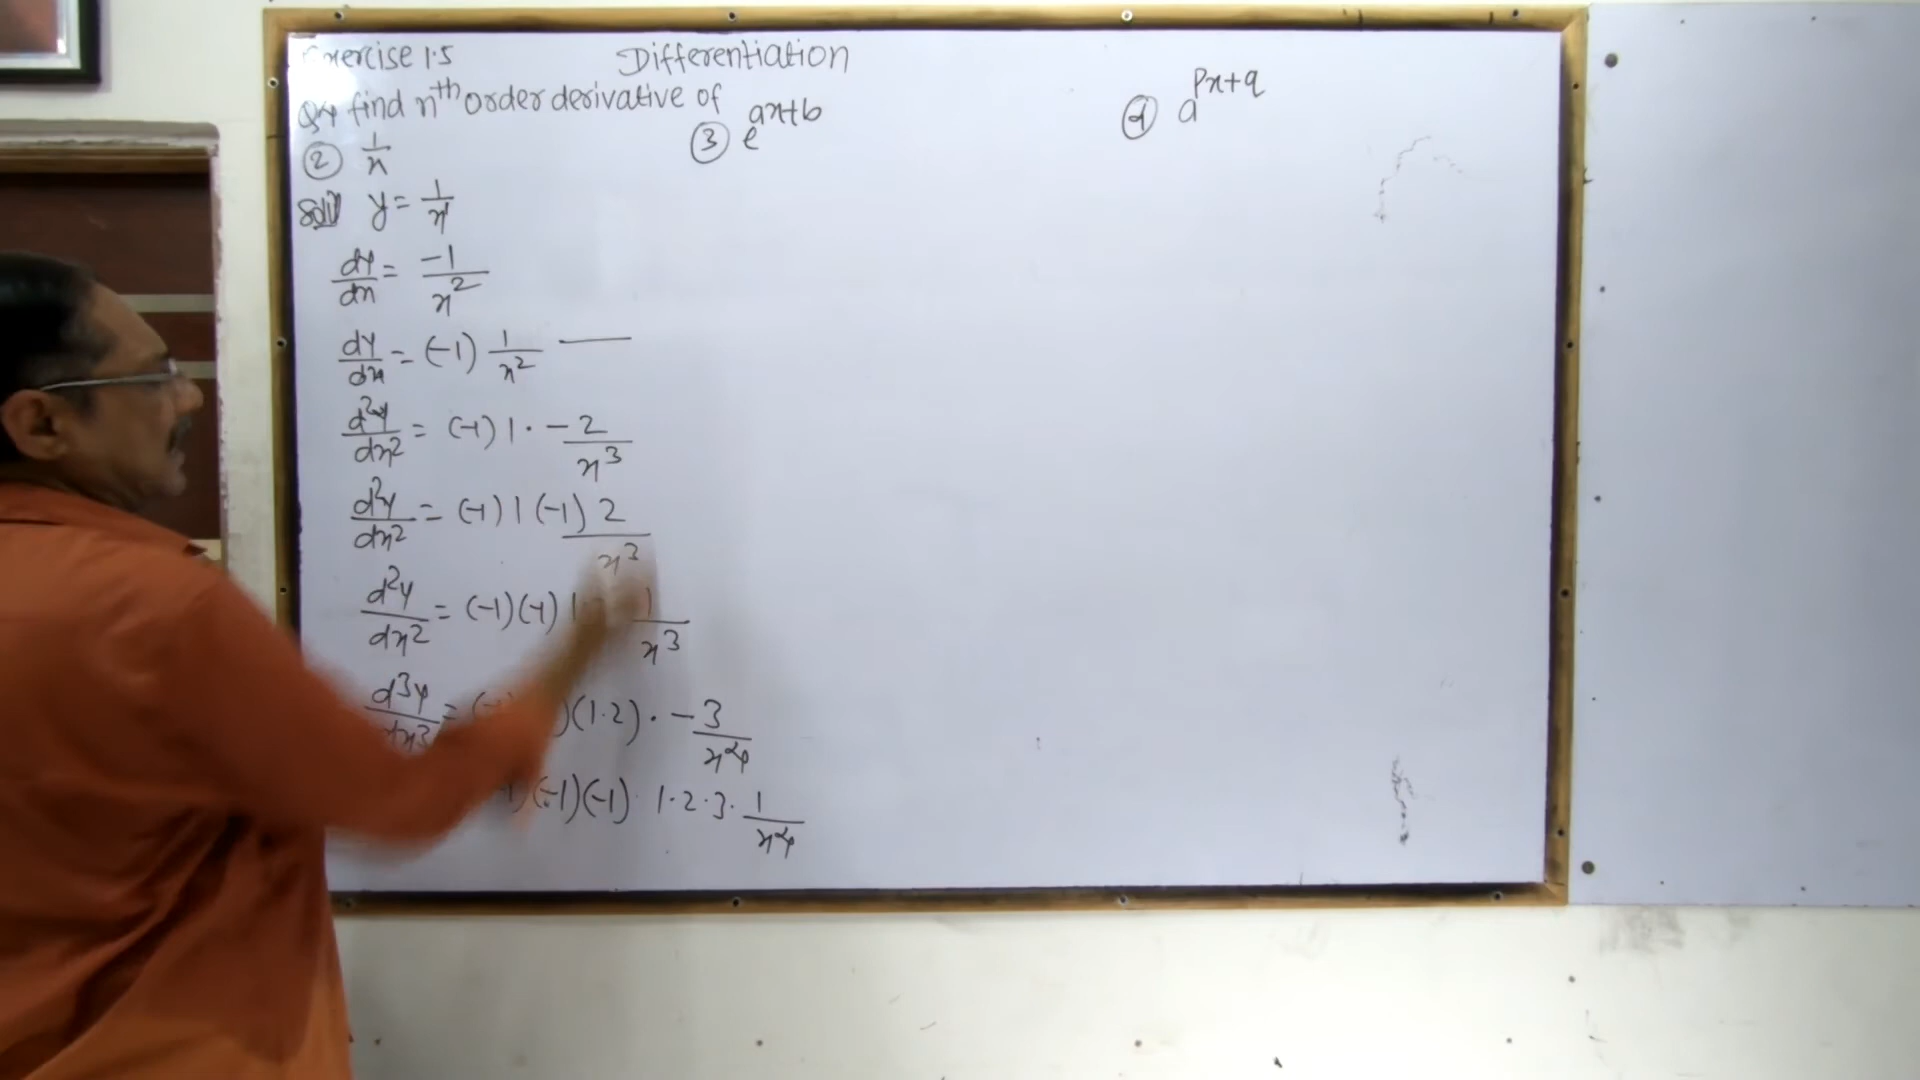 Exercise 1.5 Differentiation
Q4 find nth order derivative of
② 1/x
Solⁿ y = 1/x¹
dy/dx = -1/x²
dy/dx = (-1) 1/x² —
d²y/dx² = (-1) 1 · -2/x³
d²y/dx² = (-1) 1 (-1) 2/x³
d²y/dx² = (-1)(-1) 1 1/x³
d³y/dx³ = (1·2) · -3/x⁴
(-1)(-1) · 1·2·3 · 1/x⁴
③ e^(ax+b)
④ a^(px+q)